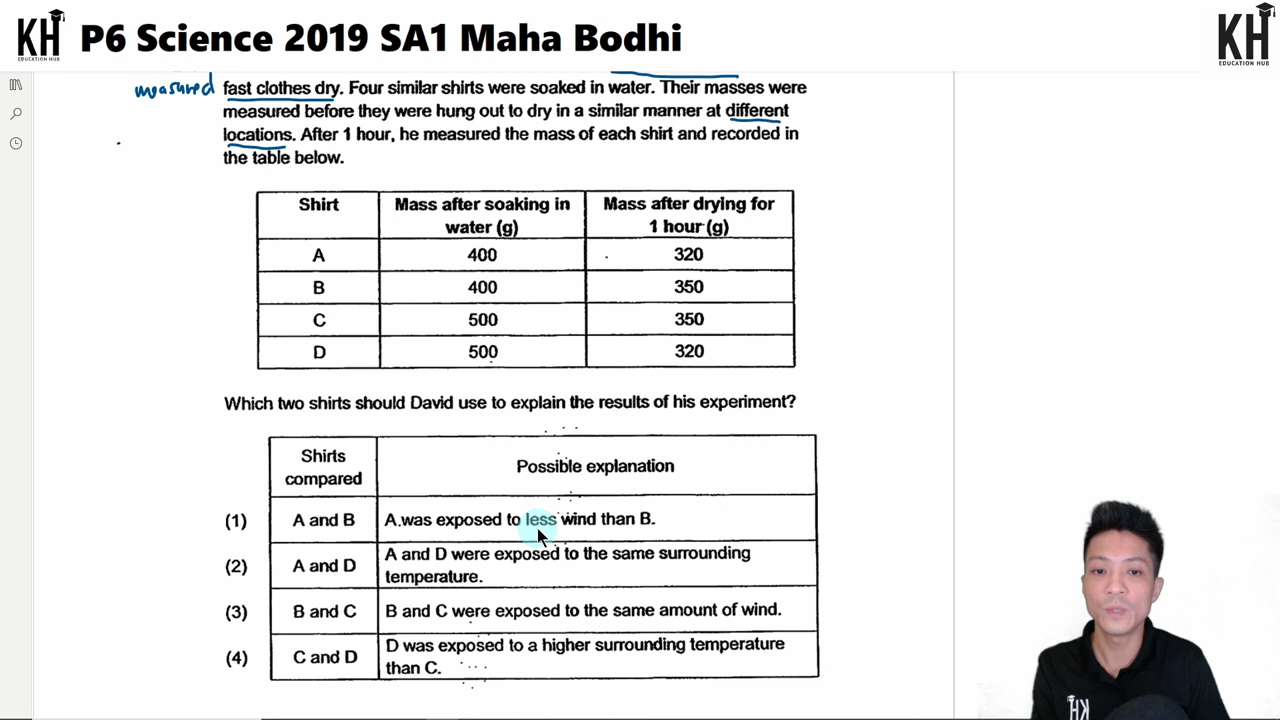 KH
EDUCATION HUB
P6 Science 2019 SA1 Maha Bodhi
KH
EDUCATION HUB
measured
fast clothes dry. Four similar shirts were soaked in water. Their masses were
measured before they were hung out to dry in a similar manner at different
locations. After 1 hour, he measured the mass of each shirt and recorded in
the table below.
Shirt
Mass after soaking in
water (g)
Mass after drying for
1 hour (g)
A 400 320
B 400 350
C 500 350
D 500 320
Which two shirts should David use to explain the results of his experiment?
Shirts
compared
Possible explanation
(1) A and B A was exposed to less wind than B.
(2) A and D A and D were exposed to the same surrounding
temperature.
(3) B and C B and C were exposed to the same amount of wind.
(4) C and D D was exposed to a higher surrounding temperature
than C.
KH